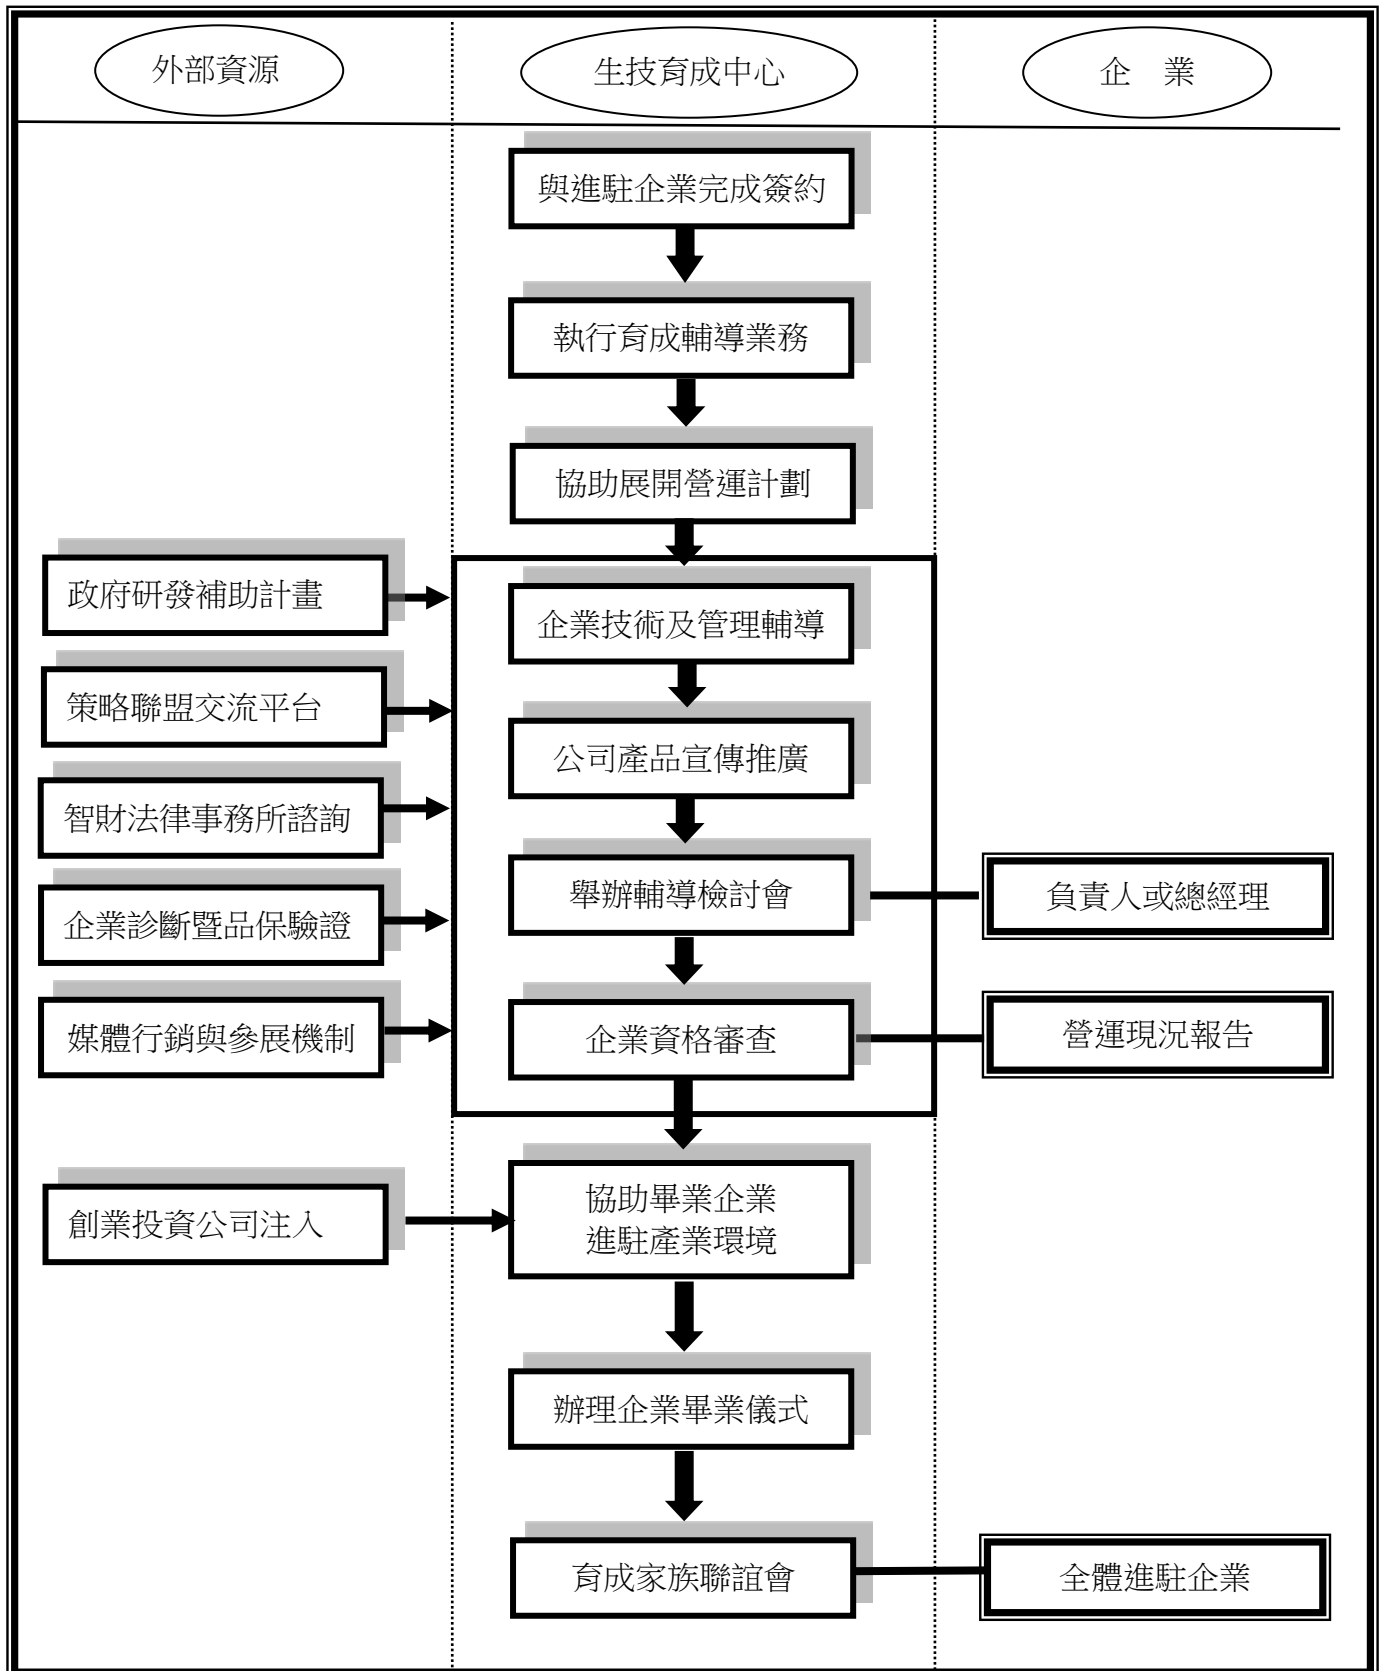 外部資源
生技育成中心
企　業
與進駐企業完成簽約
執行育成輔導業務
協助展開營運計劃
政府研發補助計畫
企業技術及管理輔導
策略聯盟交流平台
公司產品宣傳推廣
智財法律事務所諮詢
舉辦輔導檢討會
負責人或總經理
企業診斷暨品保驗證
媒體行銷與參展機制
企業資格審查
營運現況報告
創業投資公司注入
協助畢業企業
進駐產業環境
辦理企業畢業儀式
育成家族聯誼會
全體進駐企業